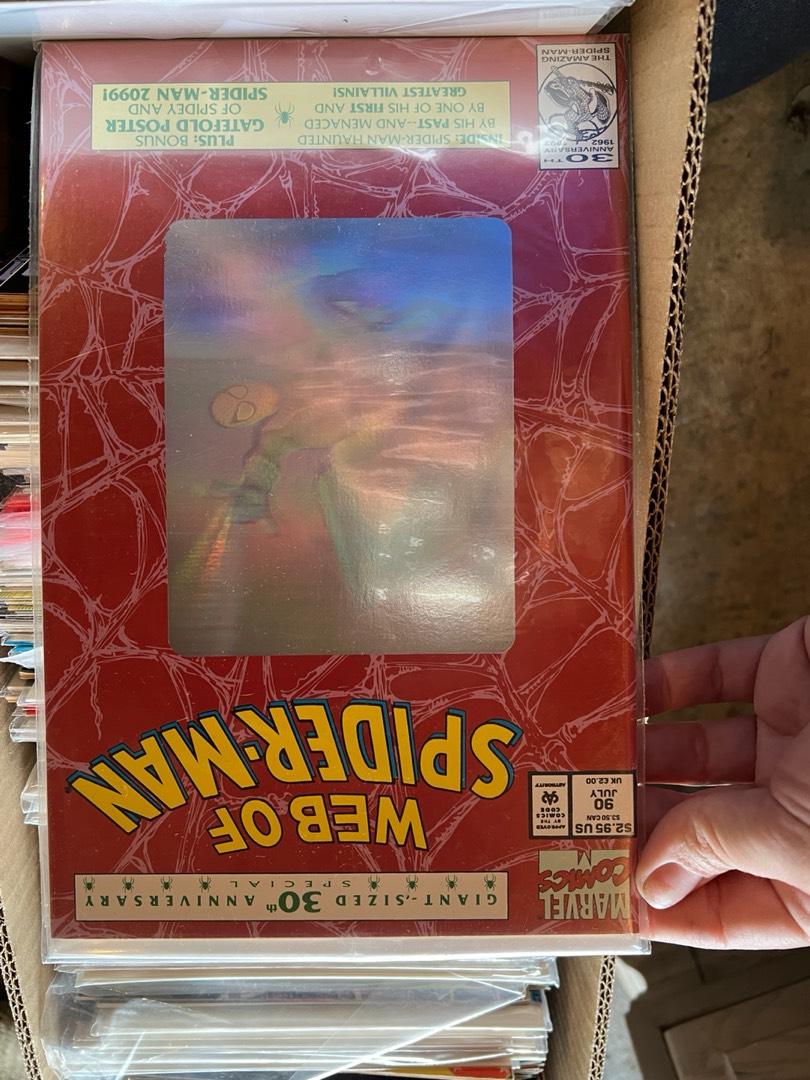 GIANT-SIZED 30th ANNIVERSARY
SPECIAL
MARVEL
COMICS
$2.95 US
$3.50 CAN
90
JULY
UK £2.00
APPROVED
BY THE
COMICS
CODE
AUTHORITY
WEB OF
SPIDER-MAN
30TH
ANNIVERSARY
1962 1992
THE AMAZING
SPIDER-MAN
INSIDE: SPIDER-MAN HAUNTED
BY HIS PAST--AND MENACED
BY ONE OF HIS FIRST AND
GREATEST VILLAINS!
PLUS: BONUS
GATEFOLD POSTER
OF SPIDEY AND
SPIDER-MAN 2099!